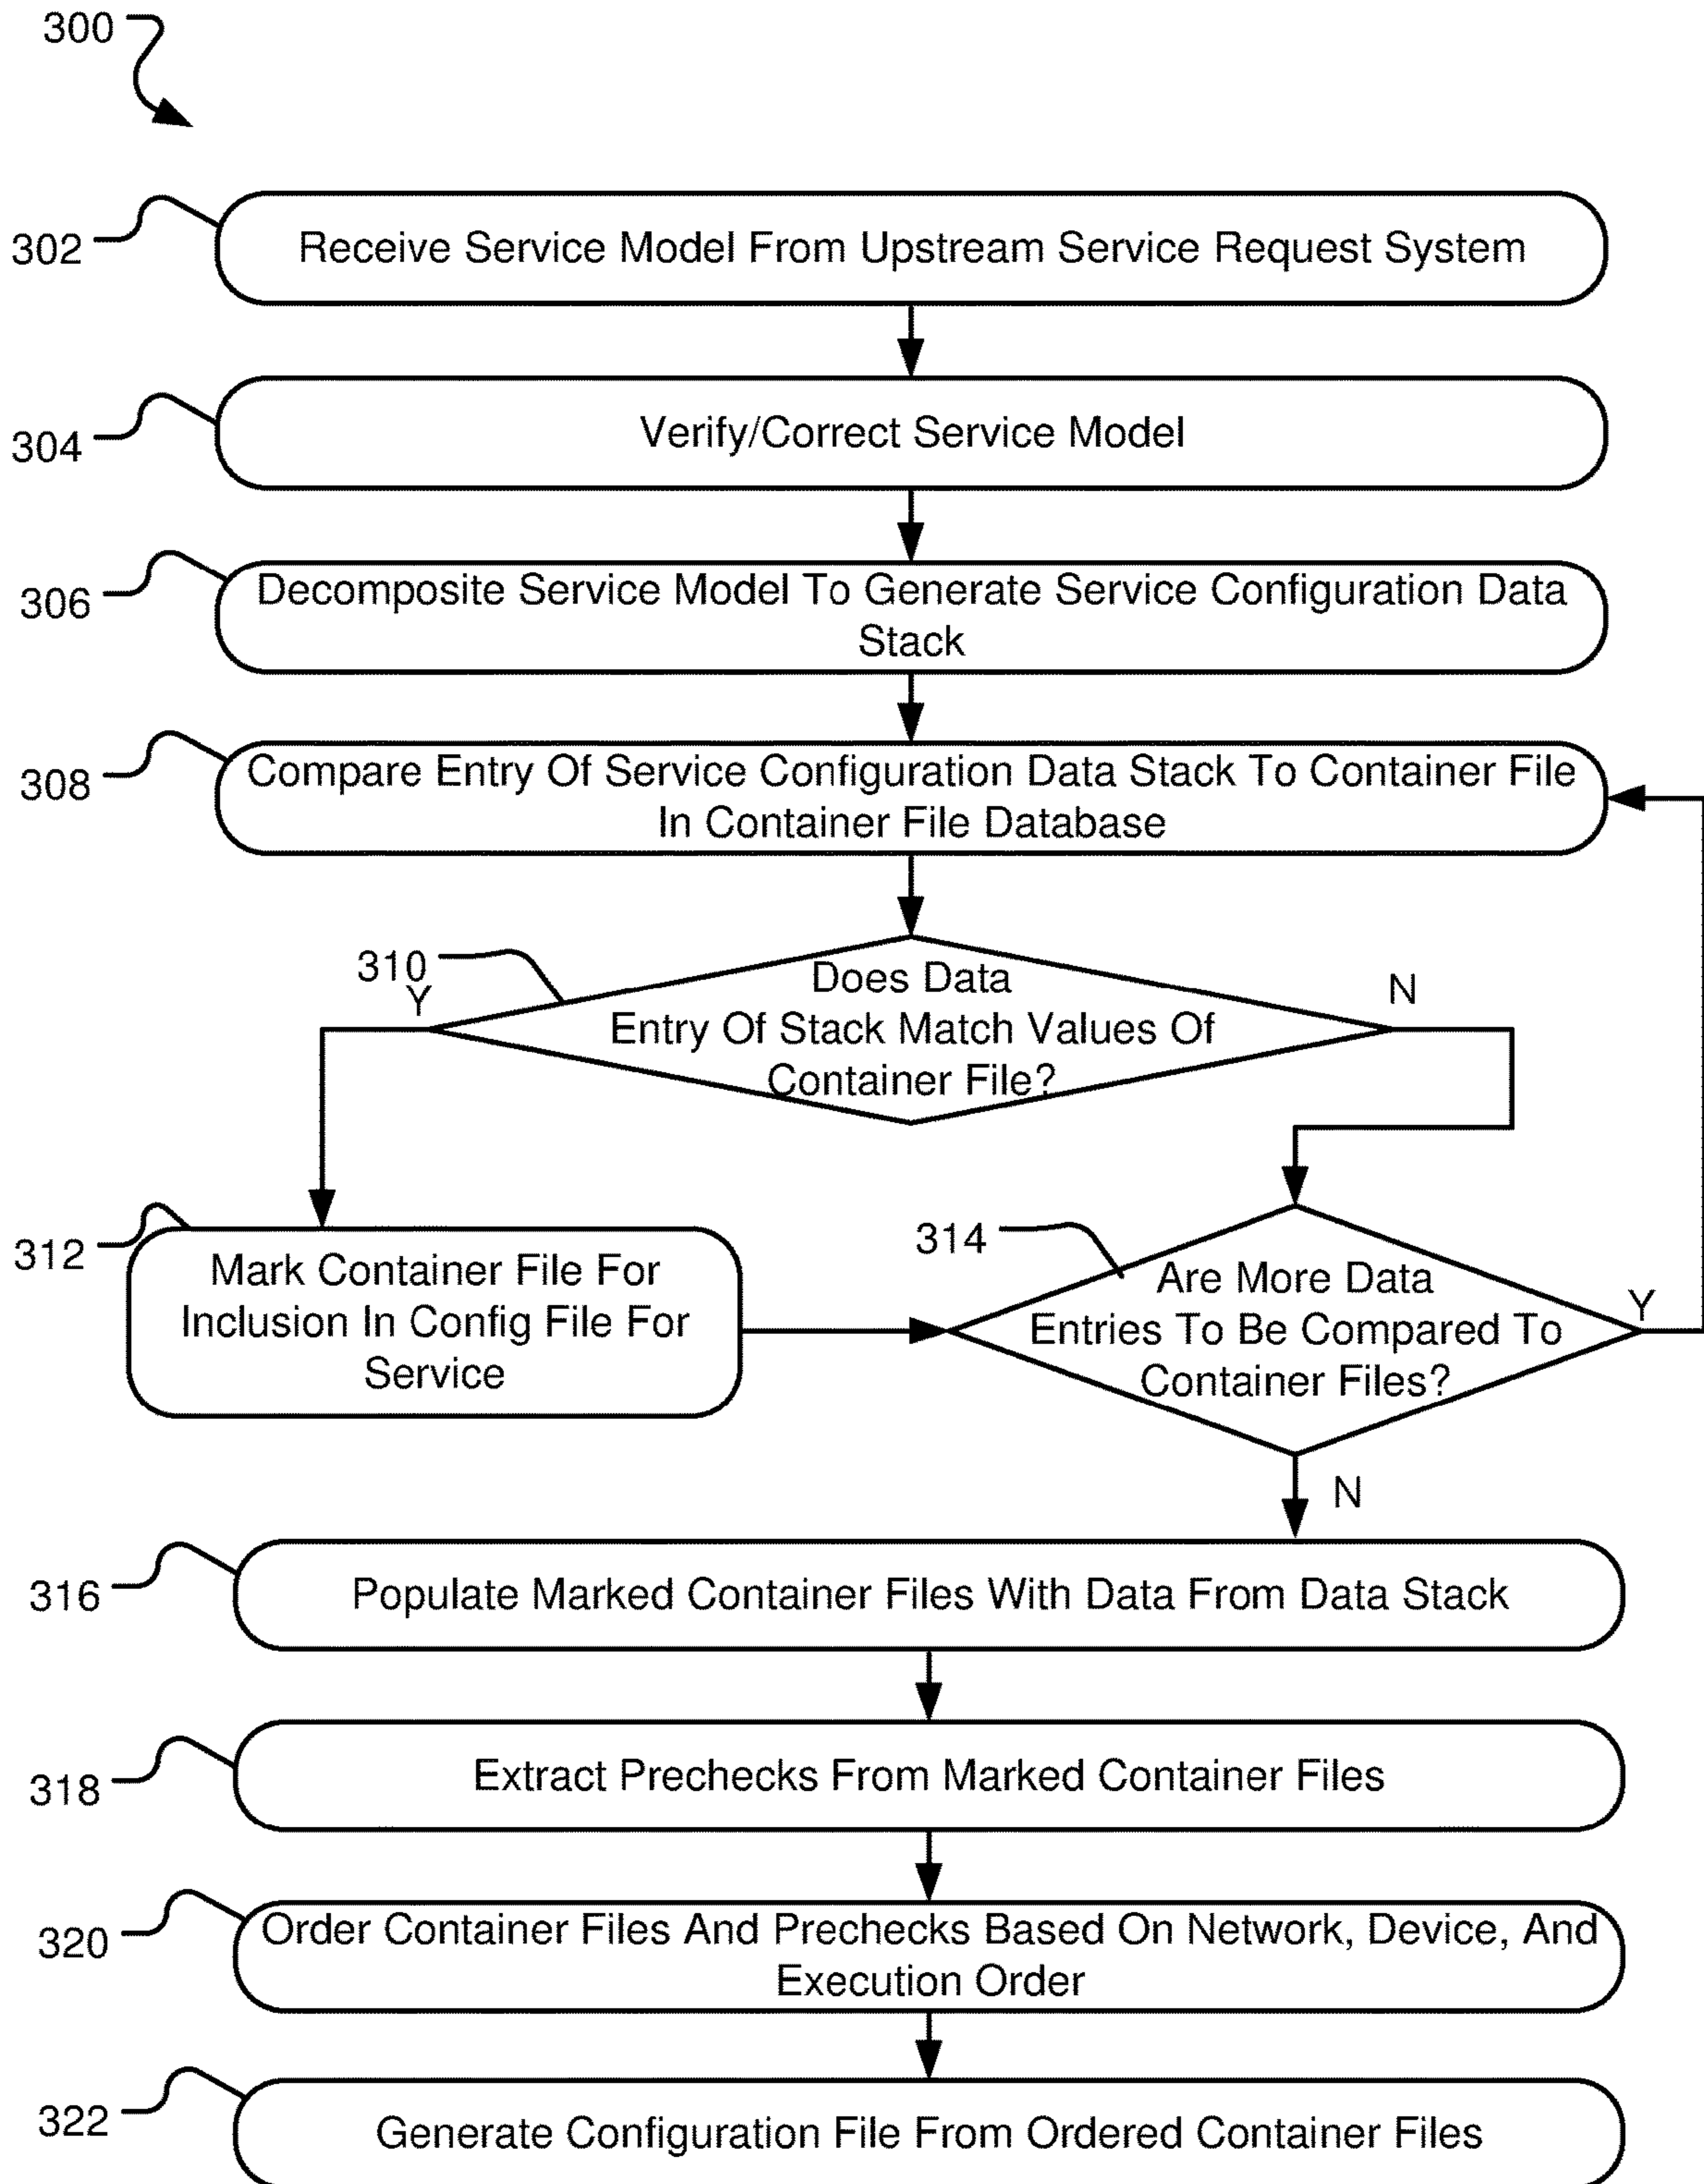 300
302
Receive Service Model From Upstream Service Request System
304
Verify/Correct Service Model
306
Decomposite Service Model To Generate Service Configuration Data
Stack
308
Compare Entry Of Service Configuration Data Stack To Container File
In Container File Database
310
Y
Does Data
Entry Of Stack Match Values Of
Container File?
N
312
Mark Container File For
Inclusion In Config File For
Service
314
Are More Data
Entries To Be Compared To
Container Files?
Y
N
316
Populate Marked Container Files With Data From Data Stack
318
Extract Prechecks From Marked Container Files
320
Order Container Files And Prechecks Based On Network, Device, And
Execution Order
322
Generate Configuration File From Ordered Container Files